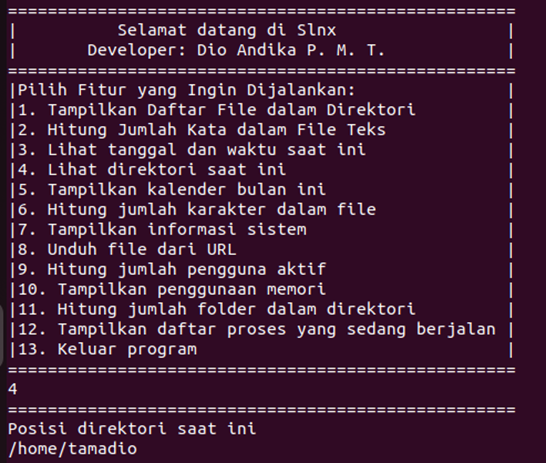 ===================================================
| Selamat datang di Slnx |
| Developer: Dio Andika P. M. T. |
===================================================
|Pilih Fitur yang Ingin Dijalankan: |
|1. Tampilkan Daftar File dalam Direktori |
|2. Hitung Jumlah Kata dalam File Teks |
|3. Lihat tanggal dan waktu saat ini |
|4. Lihat direktori saat ini |
|5. Tampilkan kalender bulan ini |
|6. Hitung jumlah karakter dalam file |
|7. Tampilkan informasi sistem |
|8. Unduh file dari URL |
|9. Hitung jumlah pengguna aktif |
|10. Tampilkan penggunaan memori |
|11. Hitung jumlah folder dalam direktori |
|12. Tampilkan daftar proses yang sedang berjalan |
|13. Keluar program |
===================================================
4
===================================================
Posisi direktori saat ini
/home/tamadio